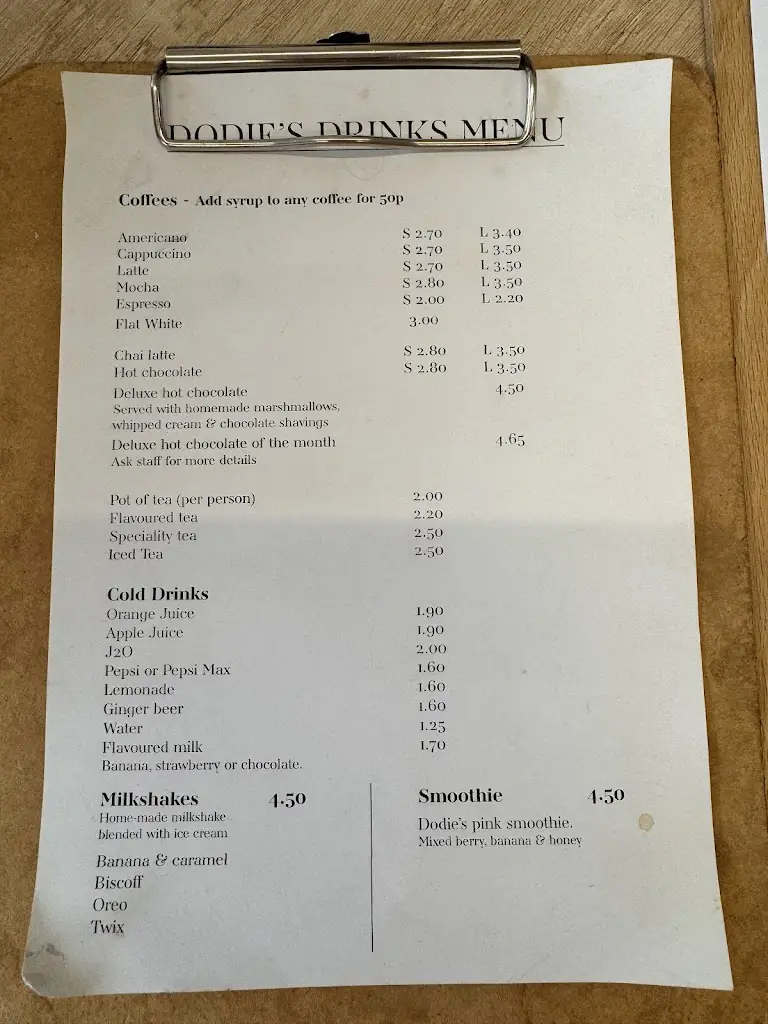 DODIE'S DRINKS MENU
Coffees - Add syrup to any coffee for 50p
Americano S 2.70 L 3.40
Cappuccino S 2.70 L 3.50
Latte S 2.70 L 3.50
Mocha S 2.80 L 3.50
Espresso S 2.00 L 2.20
Flat White 3.00
Chai latte S 2.80 L 3.50
Hot chocolate S 2.80 L 3.50
Deluxe hot chocolate 4.50
Served with homemade marshmallows,
whipped cream & chocolate shavings
Deluxe hot chocolate of the month 4.65
Ask staff for more details
Pot of tea (per person) 2.00
Flavoured tea 2.20
Speciality tea 2.50
Iced Tea 2.50
Cold Drinks
Orange Juice 1.90
Apple Juice 1.90
J2O 2.00
Pepsi or Pepsi Max 1.60
Lemonade 1.60
Ginger beer 1.60
Water 1.25
Flavoured milk 1.70
Banana, strawberry or chocolate.
Milkshakes 4.50
Home-made milkshake
blended with ice cream
Banana & caramel
Biscoff
Oreo
Twix
Smoothie 4.50
Dodie's pink smoothie.
Mixed berry, banana & honey